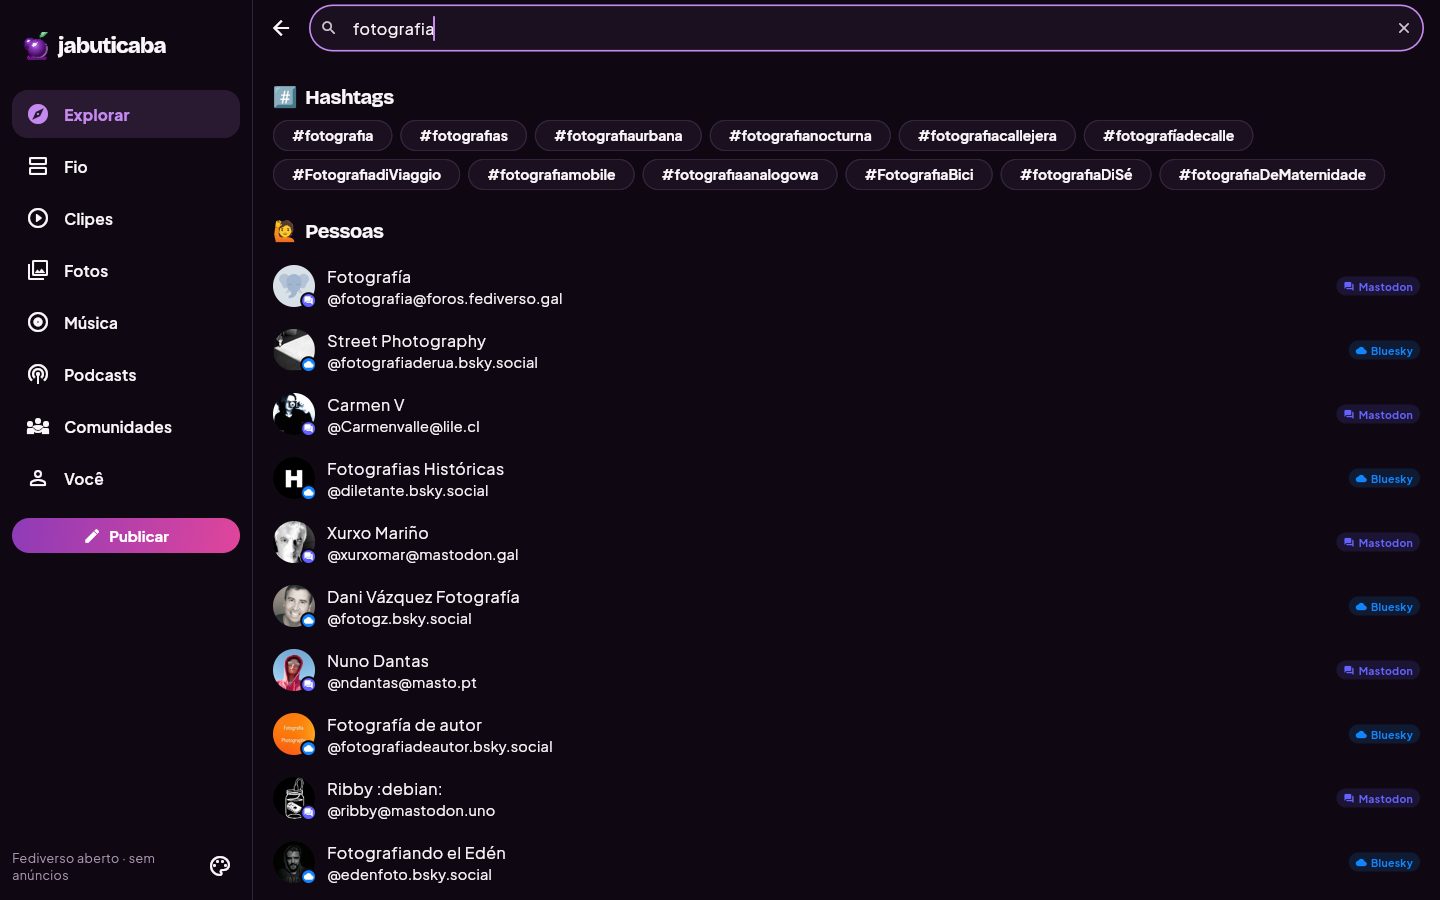 jabuticaba
Explorar
Fio
Clipes
Fotos
Música
Podcasts
Comunidades
Você
Publicar
Fediverso aberto · sem
anúncios
fotografia
#️⃣ Hashtags
#fotografia #fotografias #fotografiaurbana #fotografianocturna #fotografiacallejera #fotografíadecalle
#FotografiadiViaggio #fotografiamobile #fotografiaanalogowa #FotografiaBici #fotografiaDiSé #fotografiaDeMaternidade
Pessoas
Fotografía
@fotografia@foros.fediverso.gal
Mastodon
Street Photography
@fotografiaderua.bsky.social
Bluesky
Carmen V
@Carmenvalle@lile.cl
Mastodon
H
Fotografias Históricas
@diletante.bsky.social
Bluesky
Xurxo Mariño
@xurxomar@mastodon.gal
Mastodon
Dani Vázquez Fotografía
@fotogz.bsky.social
Bluesky
Nuno Dantas
@ndantas@masto.pt
Mastodon
Fotografía de autor
@fotografiadeautor.bsky.social
Bluesky
Ribby :debian:
@ribby@mastodon.uno
Mastodon
Fotografiando el Edén
@edenfoto.bsky.social
Bluesky